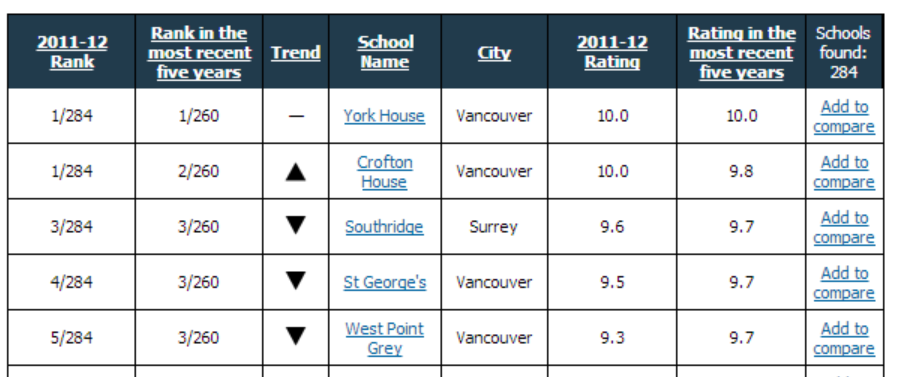 2011-12 Rank | Rank in the most recent five years | Trend | School Name | City | 2011-12 Rating | Rating in the most recent five years | Schools found: 284
1/284 | 1/260 | — | York House | Vancouver | 10.0 | 10.0 | Add to compare
1/284 | 2/260 | ▲ | Crofton House | Vancouver | 10.0 | 9.8 | Add to compare
3/284 | 3/260 | ▼ | Southridge | Surrey | 9.6 | 9.7 | Add to compare
4/284 | 3/260 | ▼ | St George's | Vancouver | 9.5 | 9.7 | Add to compare
5/284 | 3/260 | ▼ | West Point Grey | Vancouver | 9.3 | 9.7 | Add to compare